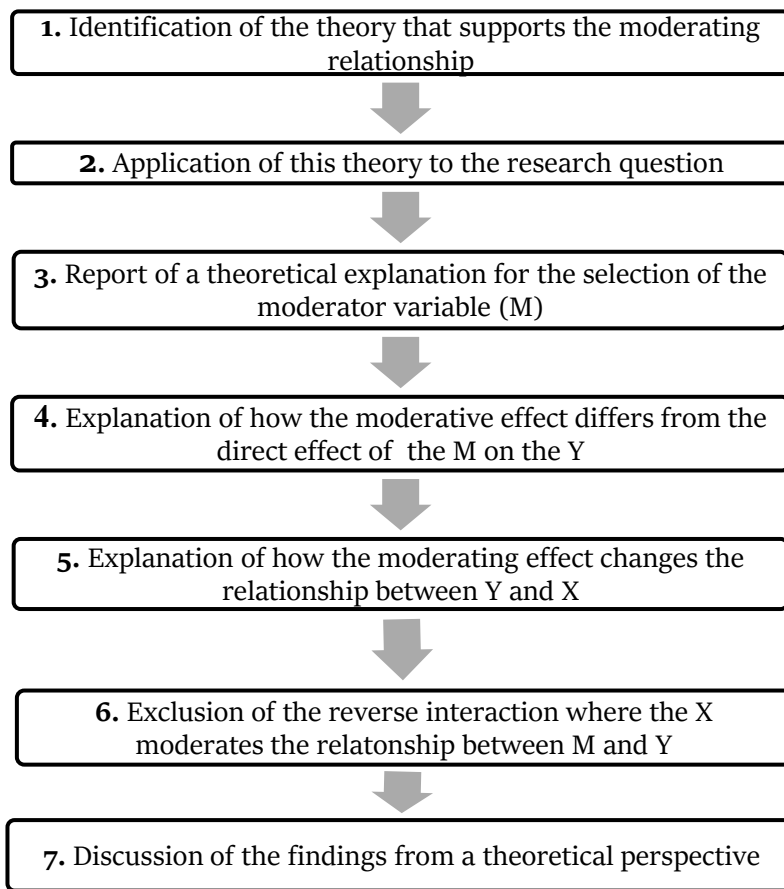 1. Identification of the theory that supports the moderating
relationship
2. Application of this theory to the research question
3. Report of a theoretical explanation for the selection of the
moderator variable (M)
4. Explanation of how the moderative effect differs from the
direct effect of the M on the Y
5. Explanation of how the moderating effect changes the
relationship between Y and X
6. Exclusion of the reverse interaction where the X
moderates the relatonship between M and Y
7. Discussion of the findings from a theoretical perspective